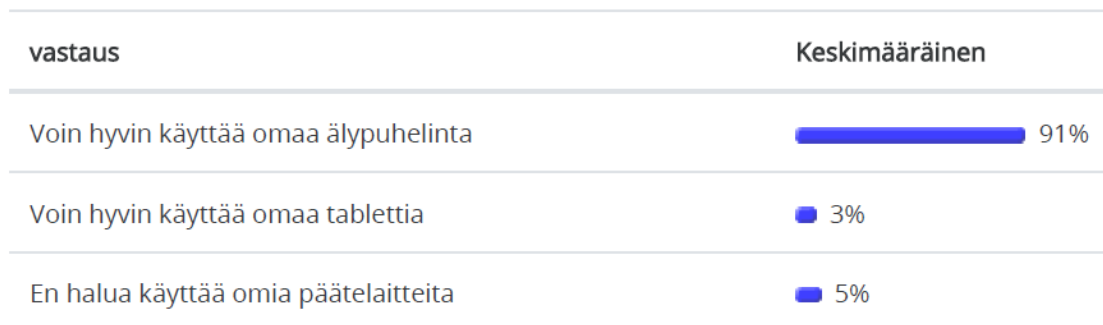 vastaus Keskimääräinen
Voin hyvin käyttää omaa älypuhelinta 91%
Voin hyvin käyttää omaa tablettia 3%
En halua käyttää omia päätelaitteita 5%